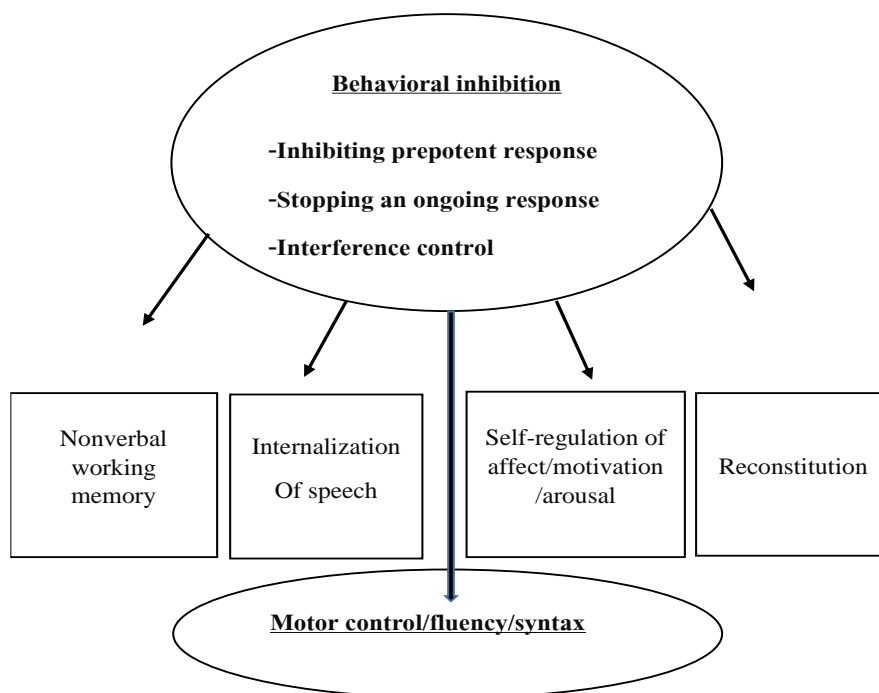 Behavioral inhibition
-Inhibiting prepotent response
-Stopping an ongoing response
-Interference control
Nonverbal
working
memory
Internalization
Of speech
Self-regulation of
affect/motivation
/arousal
Reconstitution
Motor control/fluency/syntax